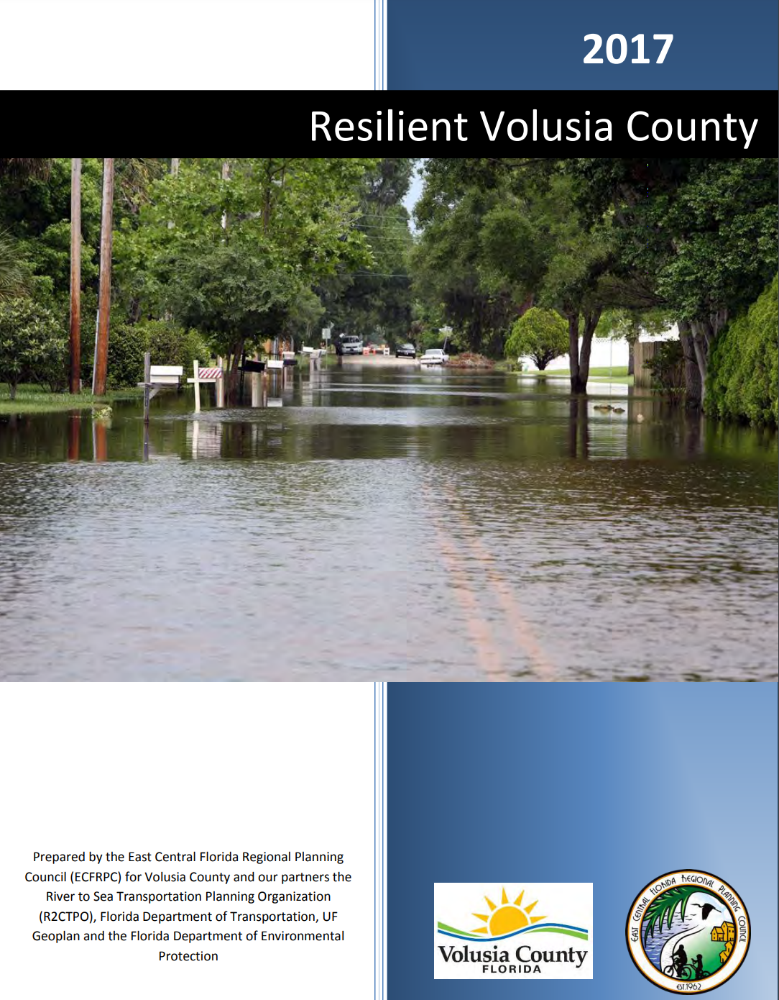 2017
Resilient Volusia County
Prepared by the East Central Florida Regional Planning
Council (ECFRPC) for Volusia County and our partners the
River to Sea Transportation Planning Organization
(R2CTPO), Florida Department of Transportation, UF
Geoplan and the Florida Department of Environmental
Protection
Volusia County
FLORIDA
EAST CENTRAL FLORIDA REGIONAL PLANNING COUNCIL
EST.1962